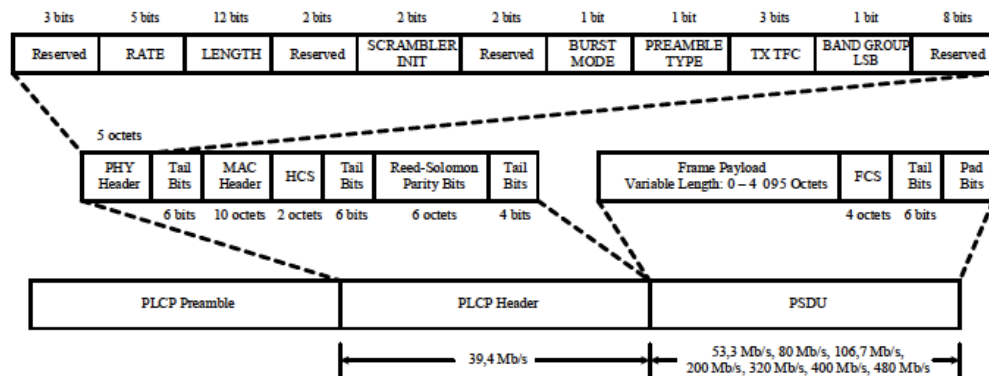 3 bits 5 bits 12 bits 2 bits 2 bits 2 bits 1 bit 1 bit 3 bits 1 bit 8 bits
Reserved RATE LENGTH Reserved SCRAMBLER INIT Reserved BURST MODE PREAMBLE TYPE TX TFC BAND GROUP LSB Reserved
5 octets
PHY Header Tail Bits MAC Header HCS Tail Bits Reed-Solomon Parity Bits Tail Bits
Frame Payload
Variable Length: 0 – 4 095 Octets
FCS Tail Bits Pad Bits
6 bits 10 octets 2 octets 6 bits 6 octets 4 bits
4 octets 6 bits
PLCP Preamble PLCP Header PSDU
39,4 Mb/s
53,3 Mb/s, 80 Mb/s, 106,7 Mb/s,
200 Mb/s, 320 Mb/s, 400 Mb/s, 480 Mb/s